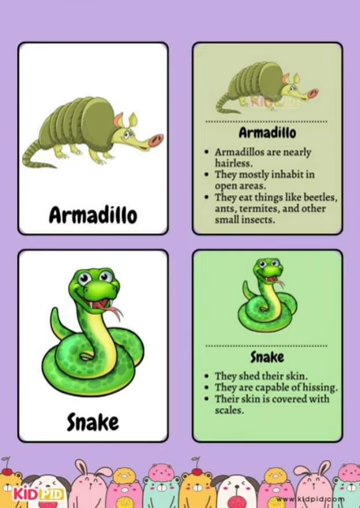 Armadillo
KIDPID
Armadillo
Armadillos are nearly
hairless.
They mostly inhabit in
open areas.
They eat things like beetles,
ants, termites, and other
small insects.
Snake
Snake
They shed their skin.
They are capable of hissing.
Their skin is covered with
scales.
KIDPID
www.kidpid.com